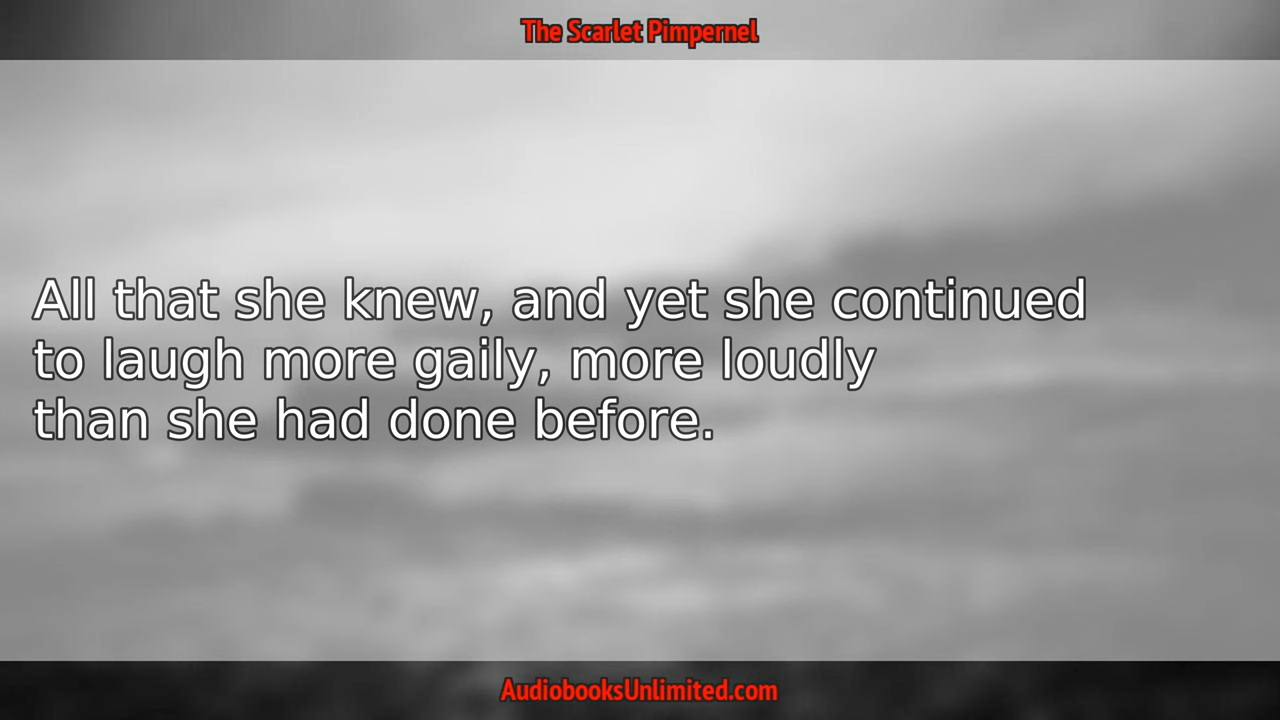 The Scarlet Pimpernel
All that she knew, and yet she continued
to laugh more gaily, more loudly
than she had done before.
AudiobooksUnlimited.com